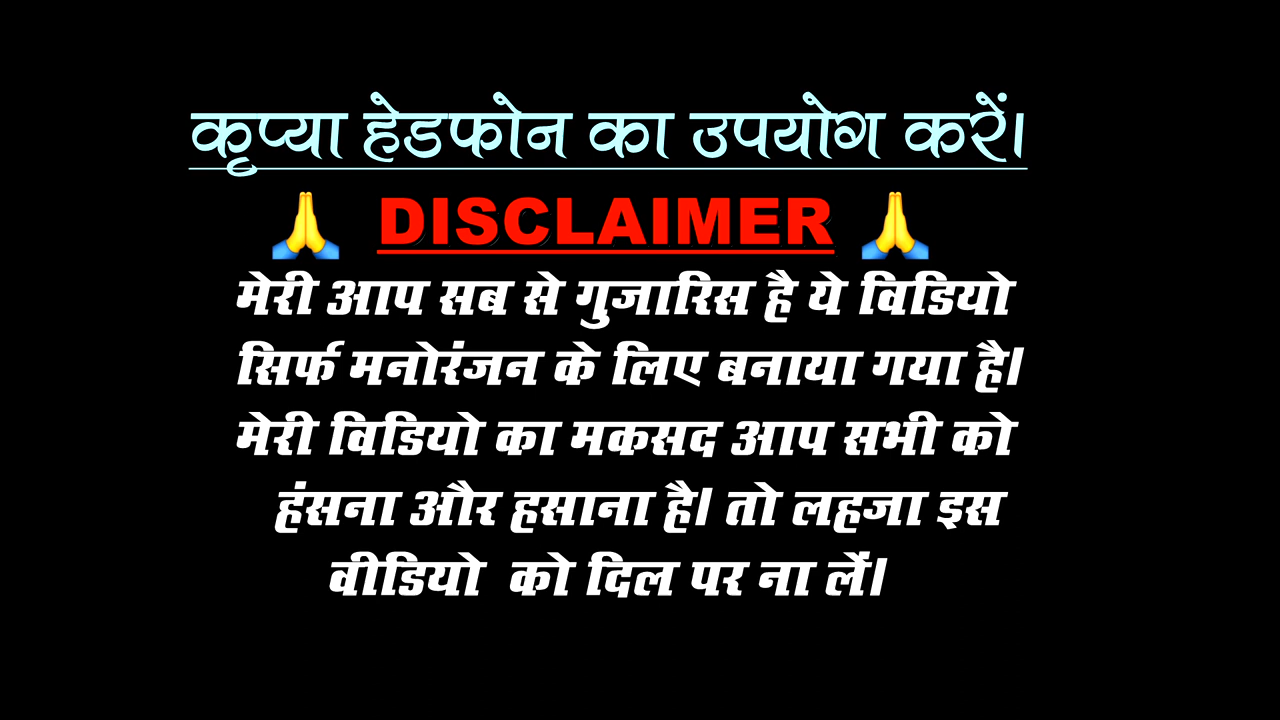 कृप्या हेडफोन का उपयोग करें।
🙏 DISCLAIMER 🙏
मेरी आप सब से गुजारिस है ये विडियो
सिर्फ मनोरंजन के लिए बनाया गया है।
मेरी विडियो का मकसद आप सभी को
हंसना और हसाना है। तो लहजा इस
वीडियो को दिल पर ना लें।